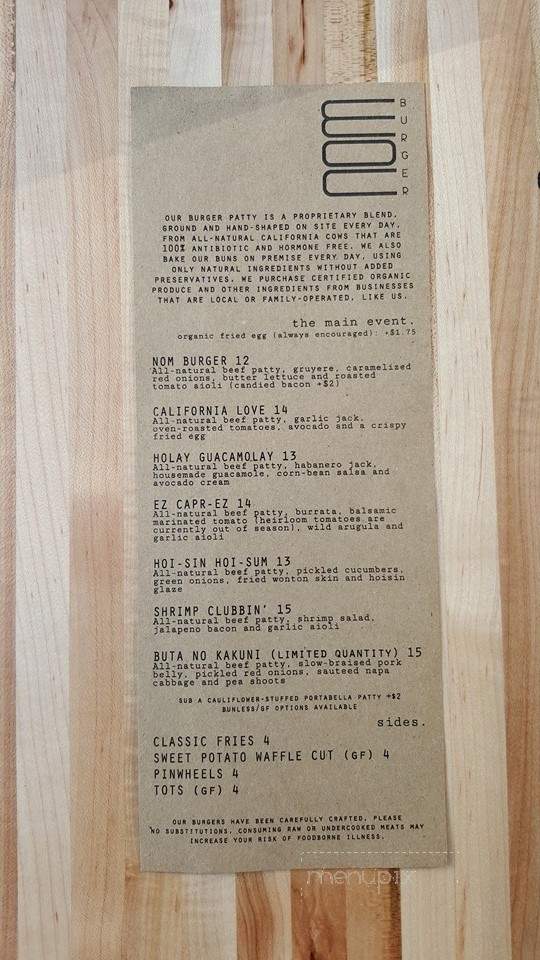 NOM
BURGER
OUR BURGER PATTY IS A PROPRIETARY BLEND,
GROUND AND HAND-SHAPED ON SITE EVERY DAY,
FROM ALL-NATURAL CALIFORNIA COWS THAT ARE
100% ANTIBIOTIC AND HORMONE FREE. WE ALSO
BAKE OUR BUNS ON PREMISE EVERY DAY, USING
ONLY NATURAL INGREDIENTS WITHOUT ADDED
PRESERVATIVES. WE PURCHASE CERTIFIED ORGANIC
PRODUCE AND OTHER INGREDIENTS FROM BUSINESSES
THAT ARE LOCAL OR FAMILY-OPERATED, LIKE US.
the main event.
organic fried egg (always encouraged): +$1.75
NOM BURGER 12
All-natural beef patty, gruyere, caramelized
red onions, butter lettuce and roasted
tomato aioli (candied bacon +$2)
CALIFORNIA LOVE 14
All-natural beef patty, garlic jack,
oven-roasted tomatoes, avocado and a crispy
fried egg
HOLAY GUACAMOLAY 13
All-natural beef patty, habanero jack,
housemade guacamole, corn-bean salsa and
avocado cream
EZ CAPR-EZ 14
All-natural beef patty, burrata, balsamic
marinated tomato (heirloom tomatoes are
currently out of season), wild arugula and
garlic aioli
HOI-SIN HOI-SUM 13
All-natural beef patty, pickled cucumbers,
green onions, fried wonton skin and hoisin
glaze
SHRIMP CLUBBIN' 15
All-natural beef patty, shrimp salad,
jalapeno bacon and garlic aioli
BUTA NO KAKUNI (LIMITED QUANTITY) 15
All-natural beef patty, slow-braised pork
belly, pickled red onions, sauteed napa
cabbage and pea shoots
SUB A CAULIFLOWER-STUFFED PORTABELLA PATTY +$2
BUNLESS/GF OPTIONS AVAILABLE
sides.
CLASSIC FRIES 4
SWEET POTATO WAFFLE CUT (GF) 4
PINWHEELS 4
TOTS (GF) 4
OUR BURGERS HAVE BEEN CAREFULLY CRAFTED, PLEASE
NO SUBSTITUTIONS. CONSUMING RAW OR UNDERCOOKED MEATS MAY
INCREASE YOUR RISK OF FOODBORNE ILLNESS.
menupix